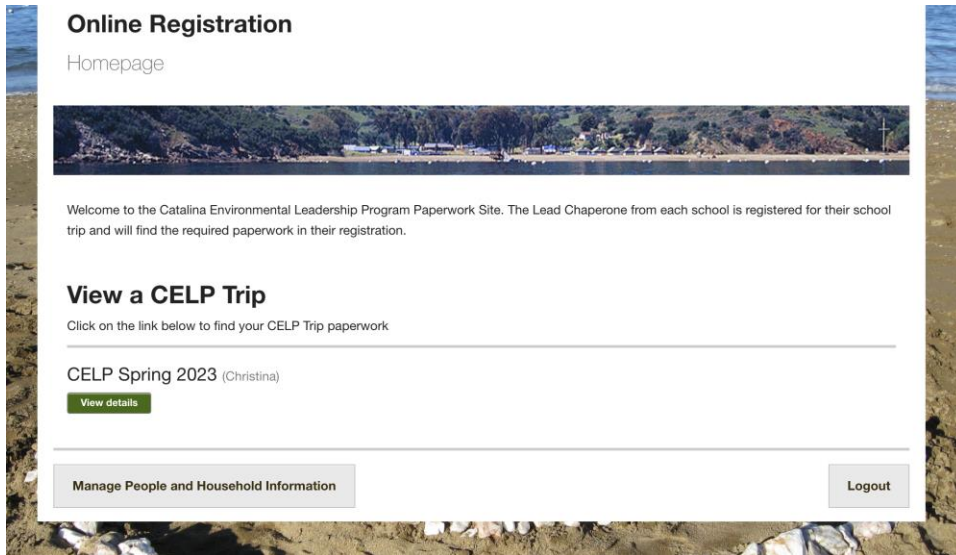 Online Registration
Homepage
Welcome to the Catalina Environmental Leadership Program Paperwork Site. The Lead Chaperone from each school is registered for their school
trip and will find the required paperwork in their registration.
View a CELP Trip
Click on the link below to find your CELP Trip paperwork
CELP Spring 2023 (Christina)
View details
Manage People and Household Information
Logout